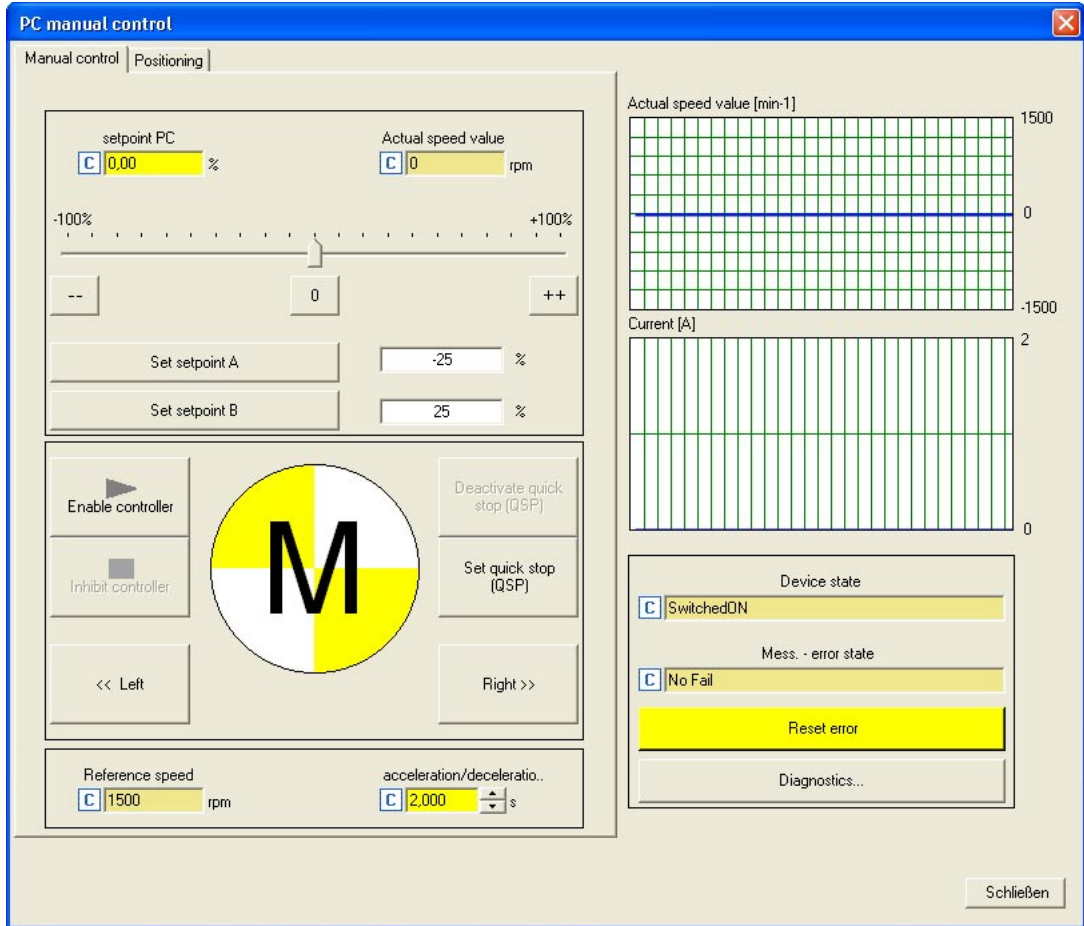 PC manual control
Manual control
Positioning
setpoint PC
C 0,00 %
Actual speed value
C 0 rpm
-100%
+100%
--
0
++
Set setpoint A
-25 %
Set setpoint B
25 %
Enable controller
Inhibit controller
M
Deactivate quick
stop (QSP)
Set quick stop
(QSP)
<< Left
Right >>
Reference speed
C 1500 rpm
acceleration/deceleratio..
C 2,000 s
Actual speed value [min-1]
1500
0
-1500
Current [A]
2
0
Device state
C SwitchedON
Mess. - error state
C No Fail
Reset error
Diagnostics...
Schließen